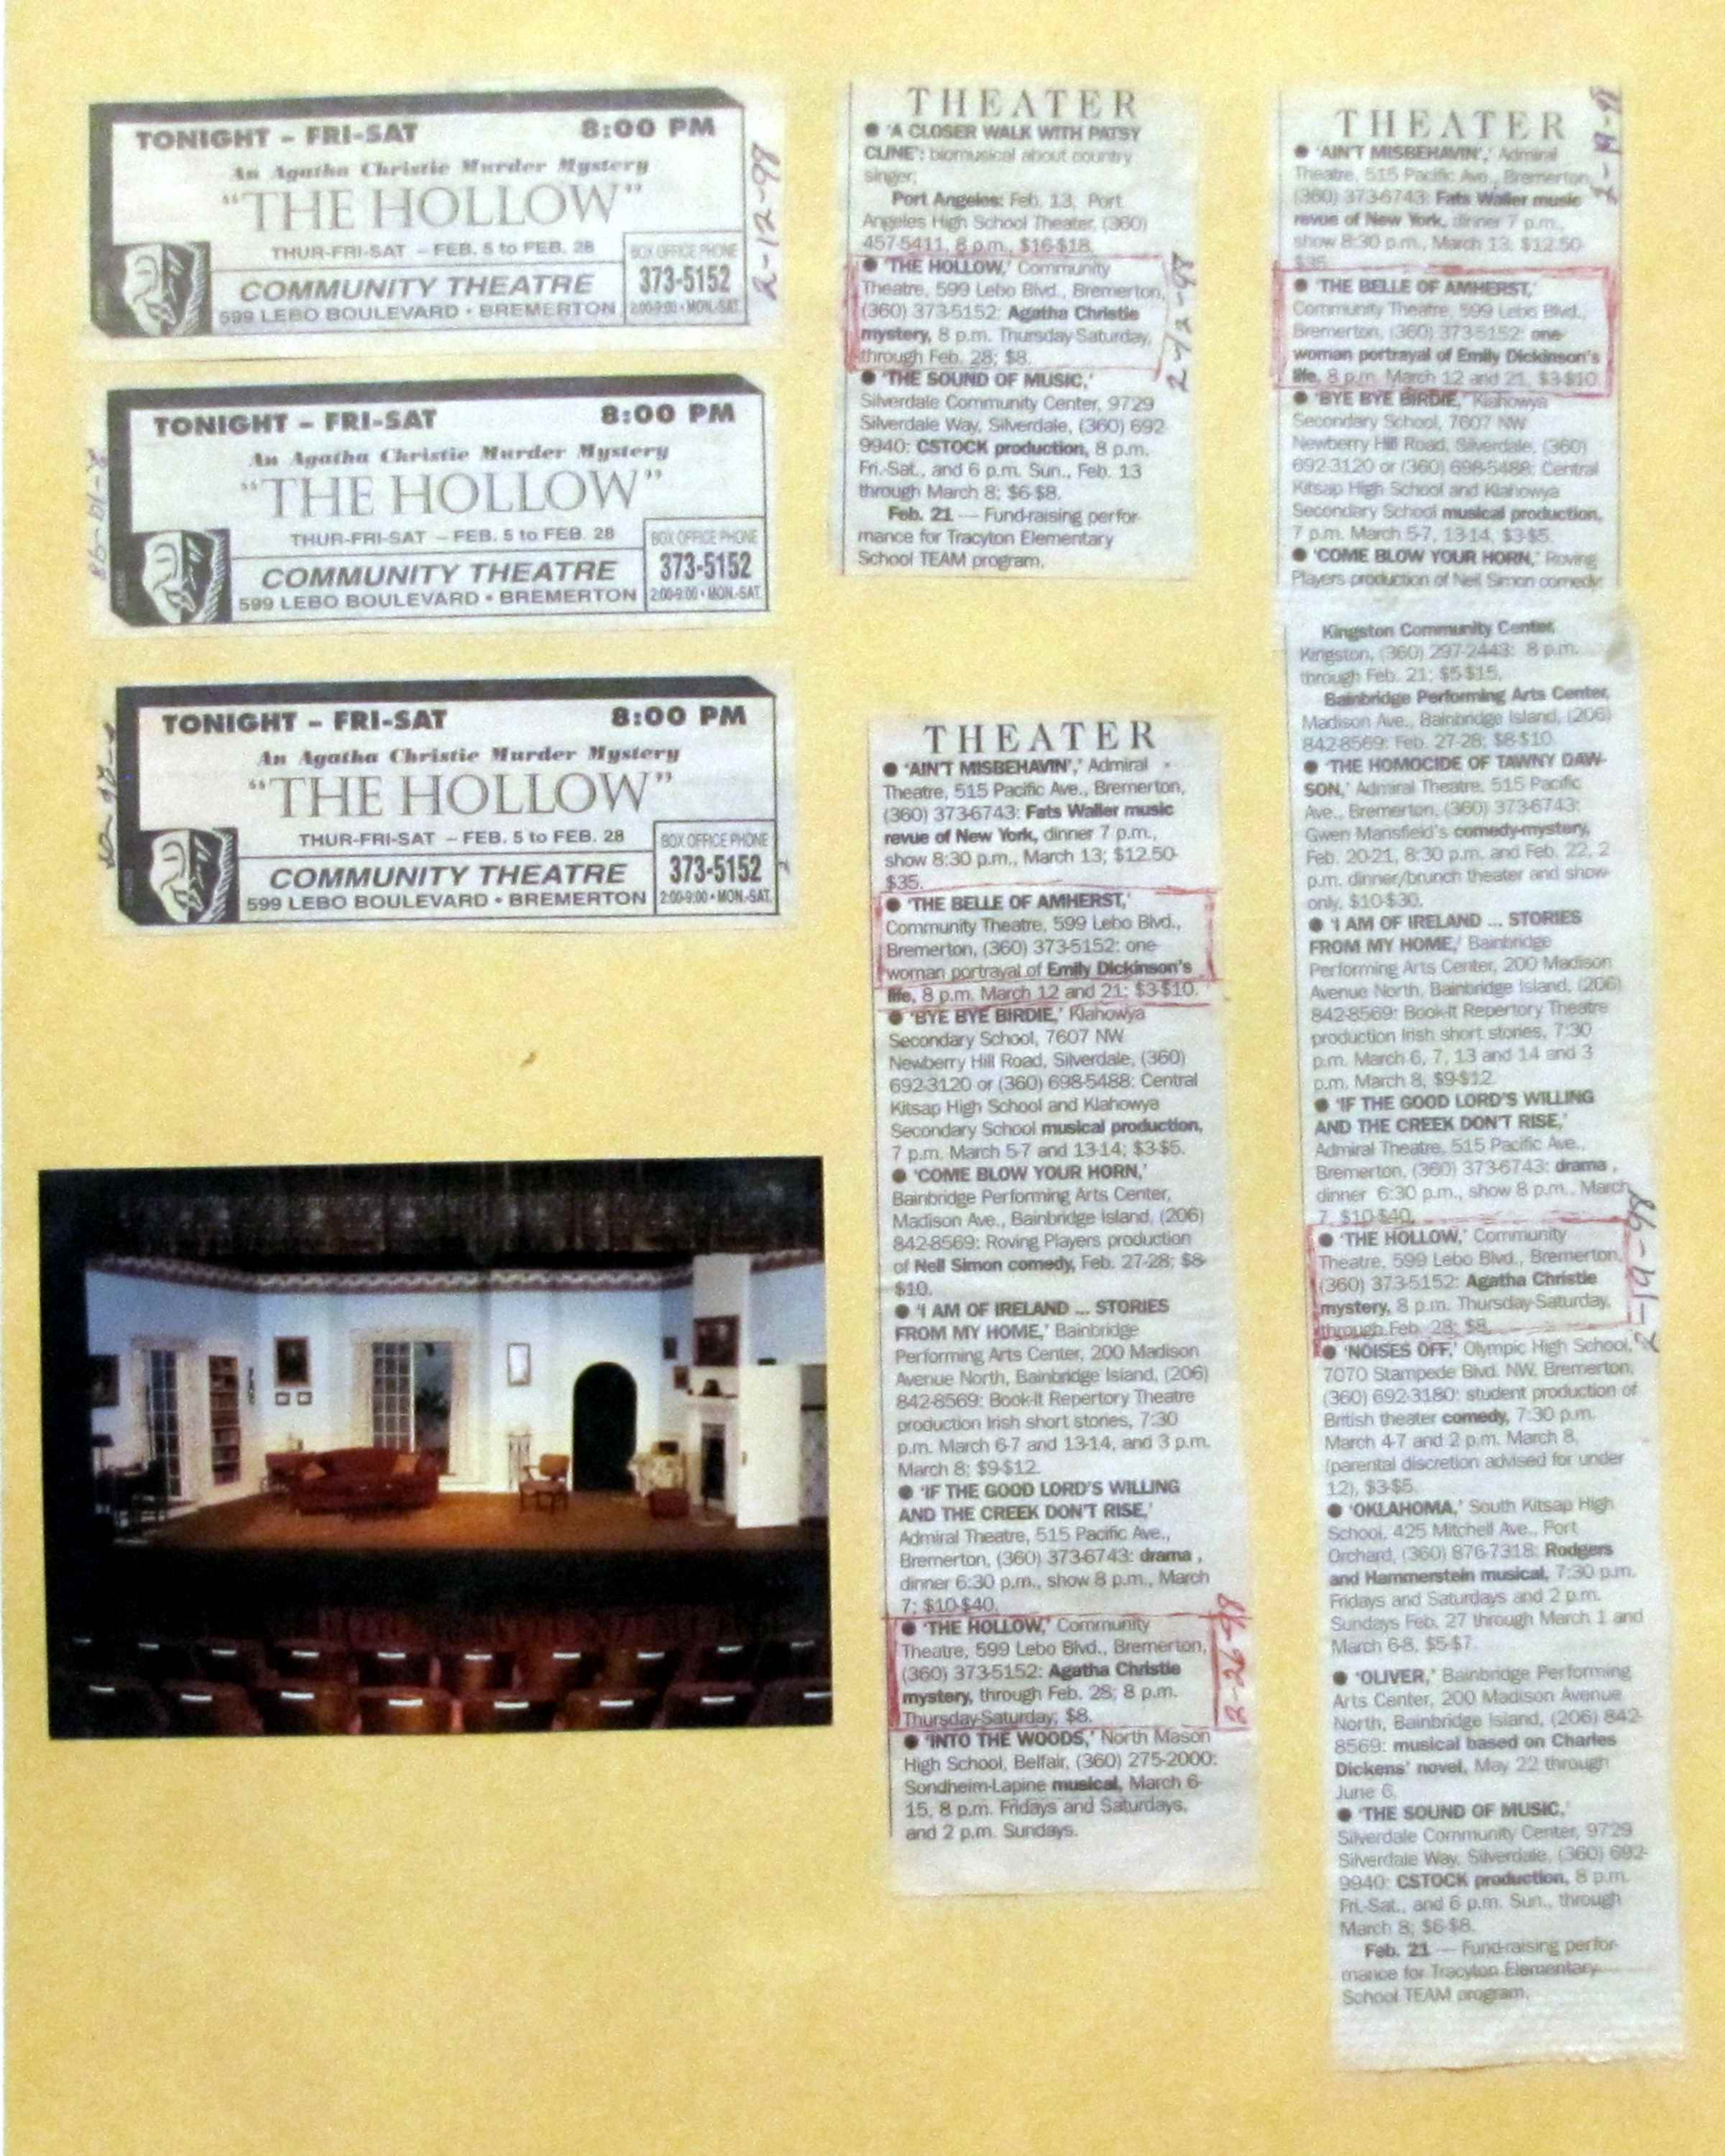 TONIGHT – FRI-SAT 8:00 PM
An Agatha Christie Murder Mystery
"THE HOLLOW"
THUR-FRI-SAT – FEB. 5 to FEB. 28
COMMUNITY THEATRE
599 LEBO BOULEVARD • BREMERTON
BOX OFFICE PHONE
373-5152
2:00-9:00 • MON.-SAT.
2-12-98
TONIGHT – FRI-SAT 8:00 PM
An Agatha Christie Murder Mystery
"THE HOLLOW"
THUR-FRI-SAT – FEB. 5 to FEB. 28
COMMUNITY THEATRE
599 LEBO BOULEVARD • BREMERTON
BOX OFFICE PHONE
373-5152
2:00-9:00 • MON.-SAT.
TONIGHT – FRI-SAT 8:00 PM
An Agatha Christie Murder Mystery
"THE HOLLOW"
THUR-FRI-SAT – FEB. 5 to FEB. 28
COMMUNITY THEATRE
599 LEBO BOULEVARD • BREMERTON
BOX OFFICE PHONE
373-5152
2:00-9:00 • MON.-SAT.
THEATER
● 'A CLOSER WALK WITH PATSY
CLINE': biomusical about country
singer;
Port Angeles: Feb. 13, Port
Angeles High School Theater, (360)
457-5411, 8 p.m., $16-$18.
● 'THE HOLLOW,' Community
Theatre, 599 Lebo Blvd., Bremerton,
(360) 373-5152: Agatha Christie
mystery, 8 p.m. Thursday-Saturday,
through Feb. 28; $8.
● 'THE SOUND OF MUSIC,'
Silverdale Community Center, 9729
Silverdale Way, Silverdale, (360) 692-
9940: CSTOCK production, 8 p.m.
Fri.-Sat., and 6 p.m. Sun., Feb. 13
through March 8; $6-$8.
Feb. 21 — Fund-raising perfor-
mance for Tracyton Elementary
School TEAM program.
2-12-98
THEATER
● 'AIN'T MISBEHAVIN',' Admiral
Theatre, 515 Pacific Ave., Bremerton,
(360) 373-6743: Fats Waller music
revue of New York, dinner 7 p.m.,
show 8:30 p.m., March 13; $12.50-
$35.
● 'THE BELLE OF AMHERST,'
Community Theatre, 599 Lebo Blvd.,
Bremerton, (360) 373-5152: one-
woman portrayal of Emily Dickinson's
life, 8 p.m. March 12 and 21; $3-$10.
● 'BYE BYE BIRDIE,' Klahowya
Secondary School, 7607 NW
Newberry Hill Road, Silverdale, (360)
692-3120 or (360) 698-5488: Central
Kitsap High School and Klahowya
Secondary School musical production,
7 p.m. March 5-7 and 13-14; $3-$5.
● 'COME BLOW YOUR HORN,'
Bainbridge Performing Arts Center,
Madison Ave., Bainbridge Island, (206)
842-8569: Roving Players production
of Neil Simon comedy, Feb. 27-28; $8-
$10.
● 'I AM OF IRELAND ... STORIES
FROM MY HOME,' Bainbridge
Performing Arts Center, 200 Madison
Avenue North, Bainbridge Island, (206)
842-8569: Book-It Repertory Theatre
production Irish short stories, 7:30
p.m. March 6-7 and 13-14, and 3 p.m.
March 8; $9-$12.
● 'IF THE GOOD LORD'S WILLING
AND THE CREEK DON'T RISE,'
Admiral Theatre, 515 Pacific Ave.,
Bremerton, (360) 373-6743: drama ,
dinner 6:30 p.m., show 8 p.m., March
7; $10-$40.
● 'THE HOLLOW,' Community
Theatre, 599 Lebo Blvd., Bremerton,
(360) 373-5152: Agatha Christie
mystery, through Feb. 28; 8 p.m.
Thursday-Saturday; $8.
● 'INTO THE WOODS,' North Mason
High School, Belfair, (360) 275-2000:
Sondheim-Lapine musical, March 6-
15, 8 p.m. Fridays and Saturdays,
and 2 p.m. Sundays.
2-26-98
THEATER
● 'AIN'T MISBEHAVIN',' Admiral
Theatre, 515 Pacific Ave., Bremerton,
(360) 373-6743: Fats Waller music
revue of New York, dinner 7 p.m.,
show 8:30 p.m., March 13, $12.50-
$35.
● 'THE BELLE OF AMHERST,'
Community Theatre, 599 Lebo Blvd.,
Bremerton, (360) 373-5152: one-
woman portrayal of Emily Dickinson's
life, 8 p.m. March 12 and 21, $3-$10.
● 'BYE BYE BIRDIE,' Klahowya
Secondary School, 7607 NW
Newberry Hill Road, Silverdale, (360)
692-3120 or (360) 698-5488: Central
Kitsap High School and Klahowya
Secondary School musical production,
7 p.m. March 5-7, 13-14, $3-$5.
● 'COME BLOW YOUR HORN,' Roving
Players production of Neil Simon comedy:
Kingston Community Center,
Kingston, (360) 297-2443: 8 p.m.
through Feb. 21; $5-$15,
Bainbridge Performing Arts Center,
Madison Ave., Bainbridge Island, (206)
842-8569: Feb. 27-28; $8-$10.
● 'THE HOMOCIDE OF TAWNY DAW-
SON,' Admiral Theatre, 515 Pacific
Ave., Bremerton, (360) 373-6743:
Gwen Mansfield's comedy-mystery,
Feb. 20-21, 8:30 p.m. and Feb. 22, 2
p.m. dinner/brunch theater and show-
only, $10-$30.
● 'I AM OF IRELAND ... STORIES
FROM MY HOME,' Bainbridge
Performing Arts Center, 200 Madison
Avenue North, Bainbridge Island, (206)
842-8569: Book-It Repertory Theatre
production Irish short stories, 7:30
p.m. March 6, 7, 13 and 14 and 3
p.m. March 8, $9-$12.
● 'IF THE GOOD LORD'S WILLING
AND THE CREEK DON'T RISE,'
Admiral Theatre, 515 Pacific Ave.,
Bremerton, (360) 373-6743: drama ,
dinner 6:30 p.m., show 8 p.m., March
7, $10-$40.
● 'THE HOLLOW,' Community
Theatre, 599 Lebo Blvd., Bremerton,
(360) 373-5152: Agatha Christie
mystery, 8 p.m. Thursday-Saturday,
through Feb. 28; $8.
● 'NOISES OFF,' Olympic High School,
7070 Stampede Blvd. NW, Bremerton,
(360) 692-3180: student production of
British theater comedy, 7:30 p.m.
March 4-7 and 2 p.m. March 8,
(parental discretion advised for under
12), $3-$5.
● 'OKLAHOMA,' South Kitsap High
School, 425 Mitchell Ave., Port
Orchard, (360) 876-7318: Rodgers
and Hammerstein musical, 7:30 p.m.
Fridays and Saturdays and 2 p.m.
Sundays Feb. 27 through March 1 and
March 6-8, $5-$7.
● 'OLIVER,' Bainbridge Performing
Arts Center, 200 Madison Avenue
North, Bainbridge Island, (206) 842-
8569: musical based on Charles
Dickens' novel, May 22 through
June 6.
● 'THE SOUND OF MUSIC,'
Silverdale Community Center, 9729
Silverdale Way, Silverdale, (360) 692-
9940: CSTOCK production, 8 p.m.
Fri.-Sat., and 6 p.m. Sun., through
March 8; $6-$8.
Feb. 21 — Fund-raising perfor-
mance for Tracyton Elementary
School TEAM program.
2-19-98